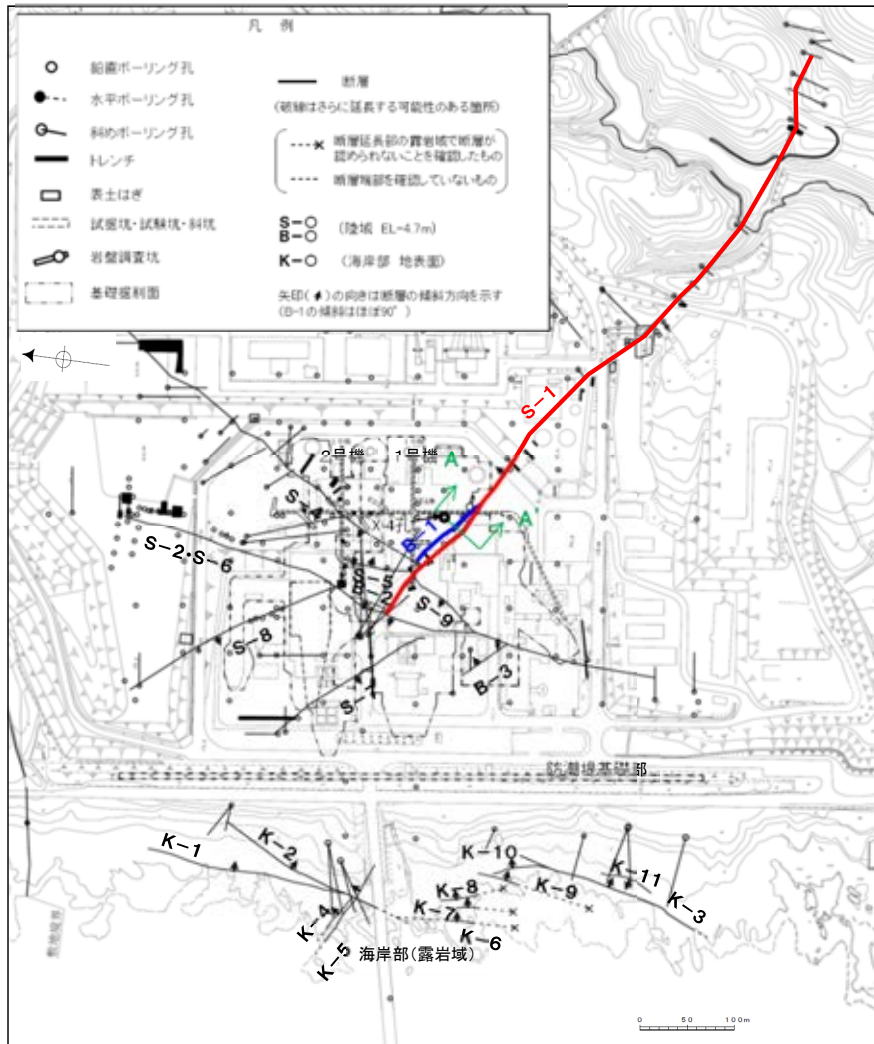 凡 例
鉛直ボーリング孔
水平ボーリング孔
斜めボーリング孔
トレンチ
表土はぎ
試掘坑・試験坑・斜坑
岩盤調査坑
基礎掘削面
断層
(破線はさらに延長する可能性のある箇所)
断層延長部の露岩域で断層が
認められないことを確認したもの
断層端部を確認していないもの
S-○
B-○
(陸域 EL-4.7m)
K-○
(海岸部 地表面)
矢印( )の向きは断層の傾斜方向を示す
(B-1の傾斜はほぼ90°)
S-1
2号機
1号機
A
A'
S-4
B-1
S-2・S-6
S-5
B-2
S-9
S-8
B-3
防潮堤基礎部
K-1
K-2
K-10
K-11
K-8
K-9
K-3
K-4
K-7
K-6
K-5
海岸部(露岩域)
敷地境界
0 50 100m